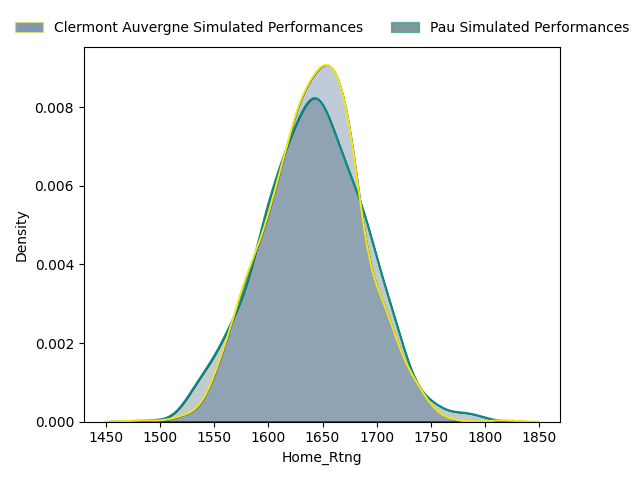 Clermont Auvergne Simulated Performances
Pau Simulated Performances
Density
0.008
0.006
0.004
0.002
0.000
1450 1500 1550 1600 1650 1700 1750 1800 1850
Home_Rtng